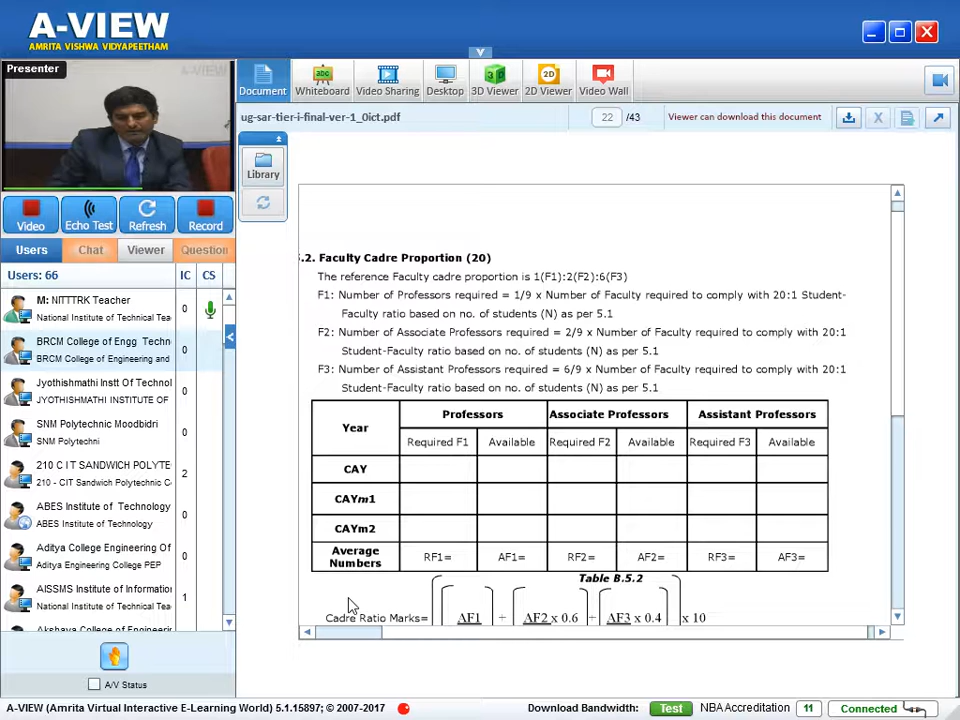 A-VIEW
AMRITA VISHWA VIDYAPEETHAM
Presenter
A-VIEW
Document
Whiteboard
Video Sharing
Desktop
3D Viewer
2D Viewer
Video Wall
ug-sar-tier-i-final-ver-1_0ict.pdf
22 /43
Viewer can download this document
Library
Video
Echo Test
Refresh
Record
Users
Chat
Viewer
Question
Users: 66
IC
CS
M: NITTTRK Teacher
National Institute of Technical Tea
0
BRCM College of Engg Techn
BRCM College of Engineering and
0
Jyothishmathi Instt Of Technol
JYOTHISHMATHI INSTITUTE OF
0
SNM Polytechnic Moodbidri
SNM Polytechni
0
210 C I T SANDWICH POLYTE
210 - CIT Sandwich Polytechnic C
2
ABES Institute of Technology
ABES Institute of Technology
0
Aditya College Engineering Of
Aditya Engineering College PEP
0
AISSMS Institute of Informatio
National Institute of Technical Tea
1
Akshaya College of Engineeri
A/V Status
.2. Faculty Cadre Proportion (20)
The reference Faculty cadre proportion is 1(F1):2(F2):6(F3)
F1: Number of Professors required = 1/9 x Number of Faculty required to comply with 20:1 Student-
Faculty ratio based on no. of students (N) as per 5.1
F2: Number of Associate Professors required = 2/9 x Number of Faculty required to comply with 20:1
Student-Faculty ratio based on no. of students (N) as per 5.1
F3: Number of Assistant Professors required = 6/9 x Number of Faculty required to comply with 20:1
Student-Faculty ratio based on no. of students (N) as per 5.1
Year
Professors
Associate Professors
Assistant Professors
Required F1
Available
Required F2
Available
Required F3
Available
CAY
CAYm1
CAYm2
Average
Numbers
RF1=
AF1=
RF2=
AF2=
RF3=
AF3=
Table B.5.2
Cadre Ratio Marks= AF1 + AF2 x 0.6 + AF3 x 0.4 x 10
A-VIEW (Amrita Virtual Interactive E-Learning World) 5.1.15897; © 2007-2017
Download Bandwidth:
Test
NBA Accreditation
11
Connected